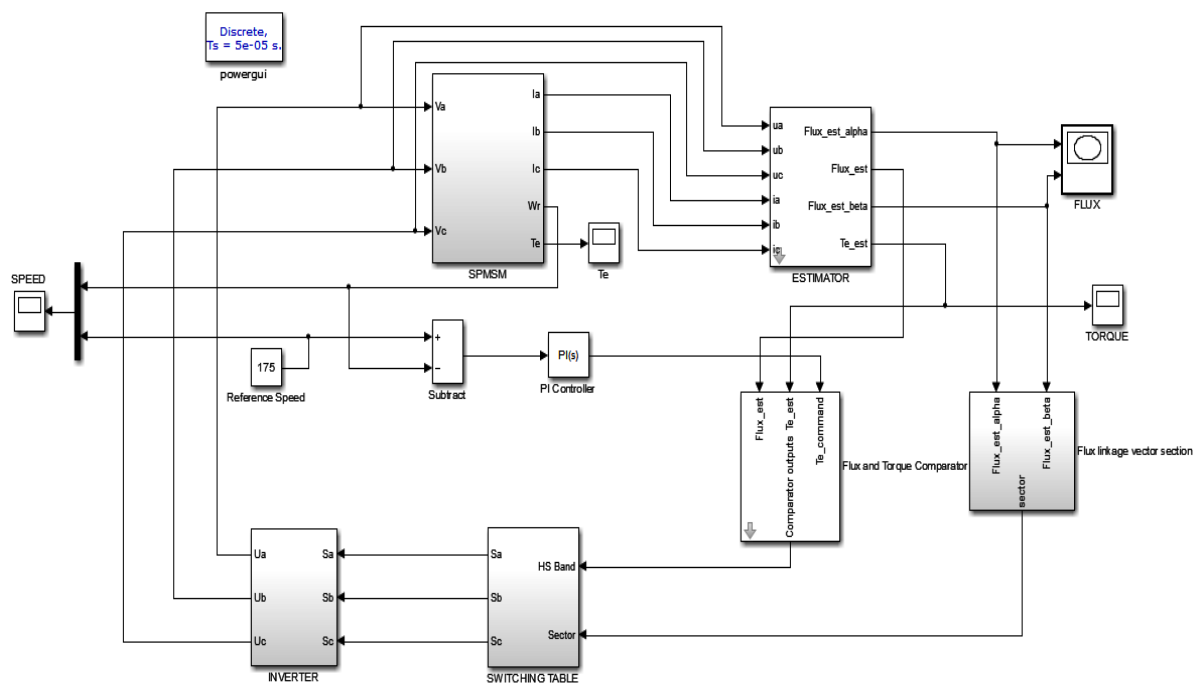 Discrete,
Ts = 5e-05 s.
powergui
Va
Vb
Vc
Ia
Ib
Ic
Wr
Te
SPMSM
Te
ua
ub
uc
ia
ib
ic
Flux_est_alpha
Flux_est
Flux_est_beta
Te_est
ESTIMATOR
FLUX
TORQUE
SPEED
175
Reference Speed
+
−
Subtract
PI(s)
PI Controller
Flux_est
Te_est
Te_command
Comparator outputs
Flux and Torque Comparator
Flux_est_alpha
Flux_est_beta
sector
Flux linkage vector section
Ua
Ub
Uc
Sa
Sb
Sc
INVERTER
Sa
Sb
Sc
HS Band
Sector
SWITCHING TABLE